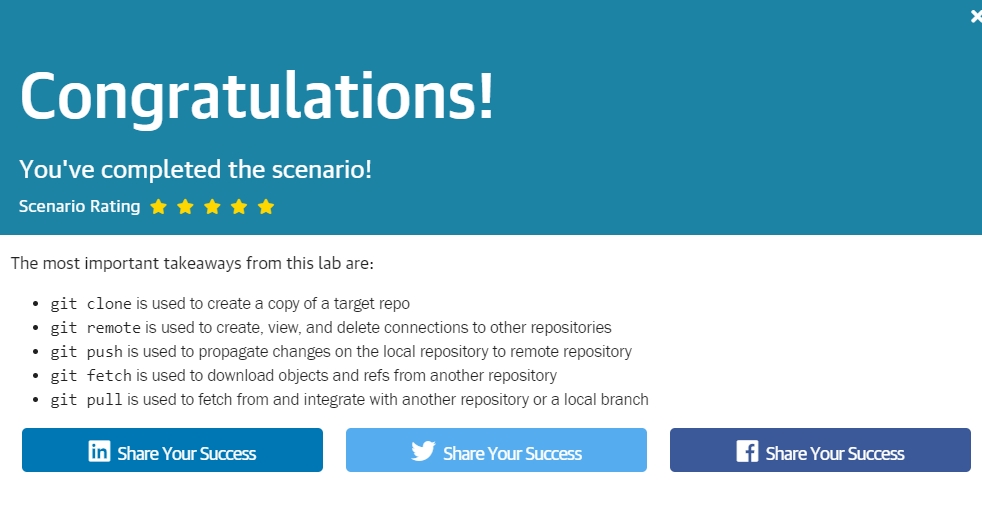 Congratulations!
You've completed the scenario!
Scenario Rating
The most important takeaways from this lab are:
• git clone is used to create a copy of a target repo
• git remote is used to create, view, and delete connections to other repositories
• git push is used to propagate changes on the local repository to remote repository
• git fetch is used to download objects and refs from another repository
• git pull is used to fetch from and integrate with another repository or a local branch
in Share Your Success
Share Your Success
f Share Your Success